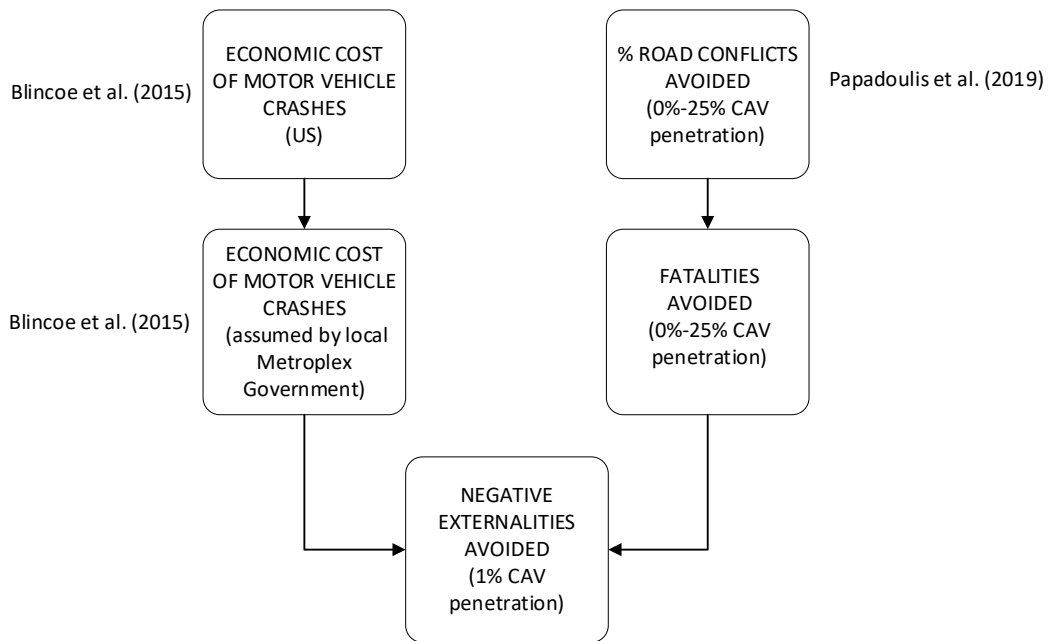 Blincoe et al. (2015)
ECONOMIC COST
OF MOTOR VEHICLE
CRASHES
(US)
% ROAD CONFLICTS
AVOIDED
(0%-25% CAV
penetration)
Papadoulis et al. (2019)
Blincoe et al. (2015)
ECONOMIC COST
OF MOTOR VEHICLE
CRASHES
(assumed by local
Metroplex
Government)
FATALITIES
AVOIDED
(0%-25% CAV
penetration)
NEGATIVE
EXTERNALITIES
AVOIDED
(1% CAV
penetration)